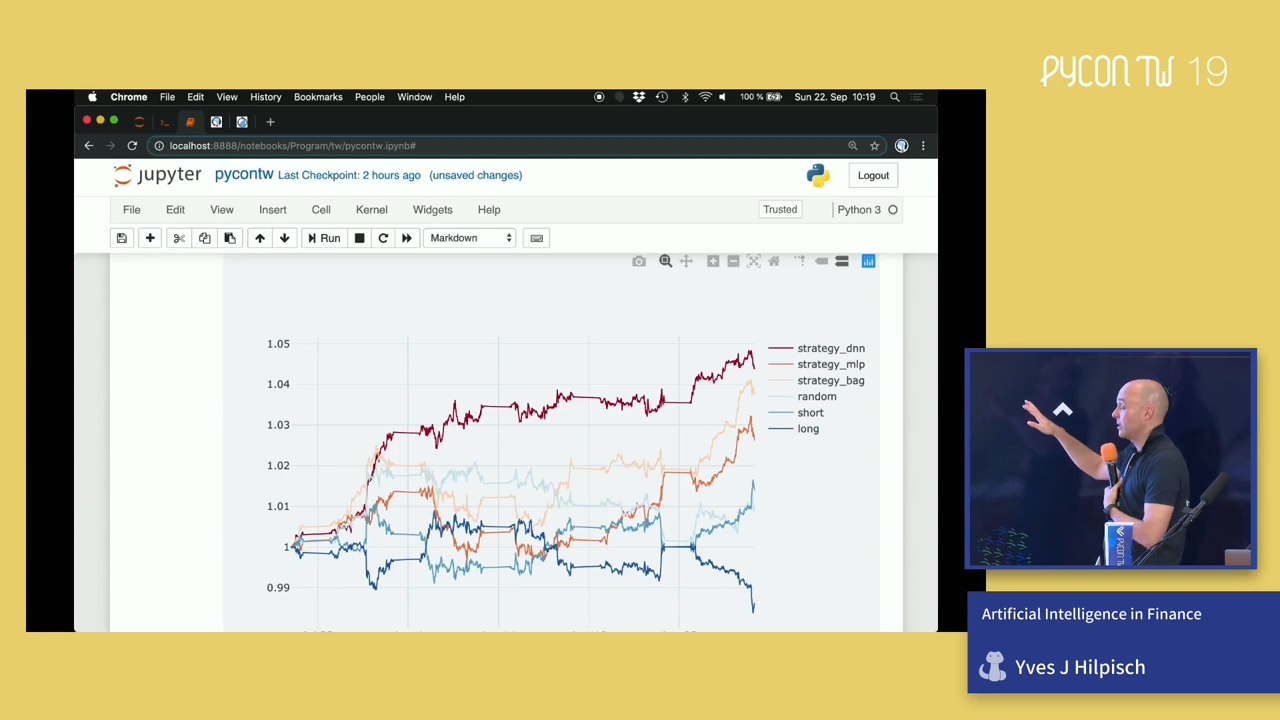 PYCON TW 19
Chrome File Edit View History Bookmarks People Window Help 100 % Sun 22. Sep 10:19
localhost:8888/notebooks/Program/tw/pycontw.ipynb#
jupyter pycontw Last Checkpoint: 2 hours ago (unsaved changes) Logout
File Edit View Insert Cell Kernel Widgets Help Trusted Python 3
Run Markdown
1.05
1.04
1.03
1.02
1.01
1
0.99
strategy_dnn
strategy_mlp
strategy_bag
random
short
long
PYCON TW
Artificial Intelligence in Finance
Yves J Hilpisch